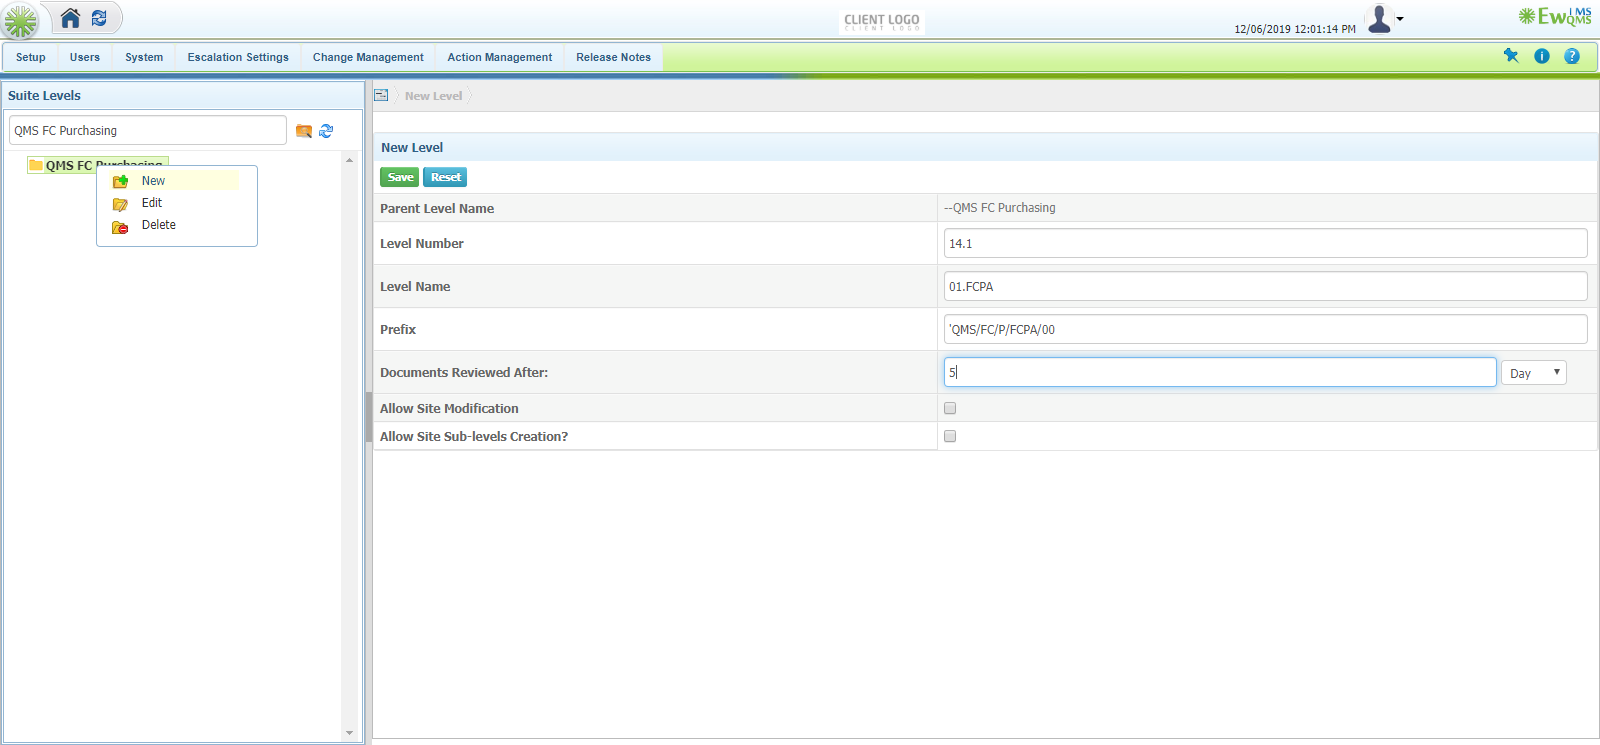 CLIENT LOGO
CLIENT LOGO
12/06/2019 12:01:14 PM
Ew IMS QMS
Setup Users System Escalation Settings Change Management Action Management Release Notes
Suite Levels
QMS FC Purchasing
QMS FC Purchasing
New
Edit
Delete
New Level
New Level
Save Reset
Parent Level Name --QMS FC Purchasing
Level Number 14.1
Level Name 01.FCPA
Prefix 'QMS/FC/P/FCPA/00
Documents Reviewed After: 5 Day
Allow Site Modification
Allow Site Sub-levels Creation?